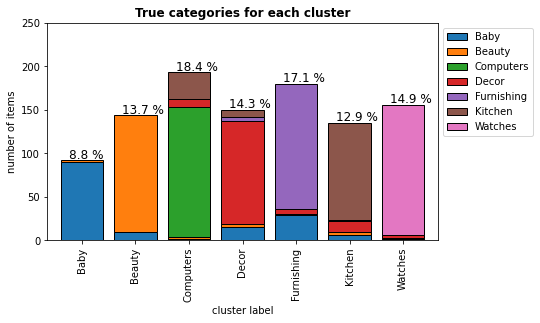 True categories for each cluster
250
200
150
100
50
0
number of items
8.8 %
13.7 %
18.4 %
14.3 %
17.1 %
12.9 %
14.9 %
Baby
Beauty
Computers
Decor
Furnishing
Kitchen
Watches
cluster label
Baby
Beauty
Computers
Decor
Furnishing
Kitchen
Watches